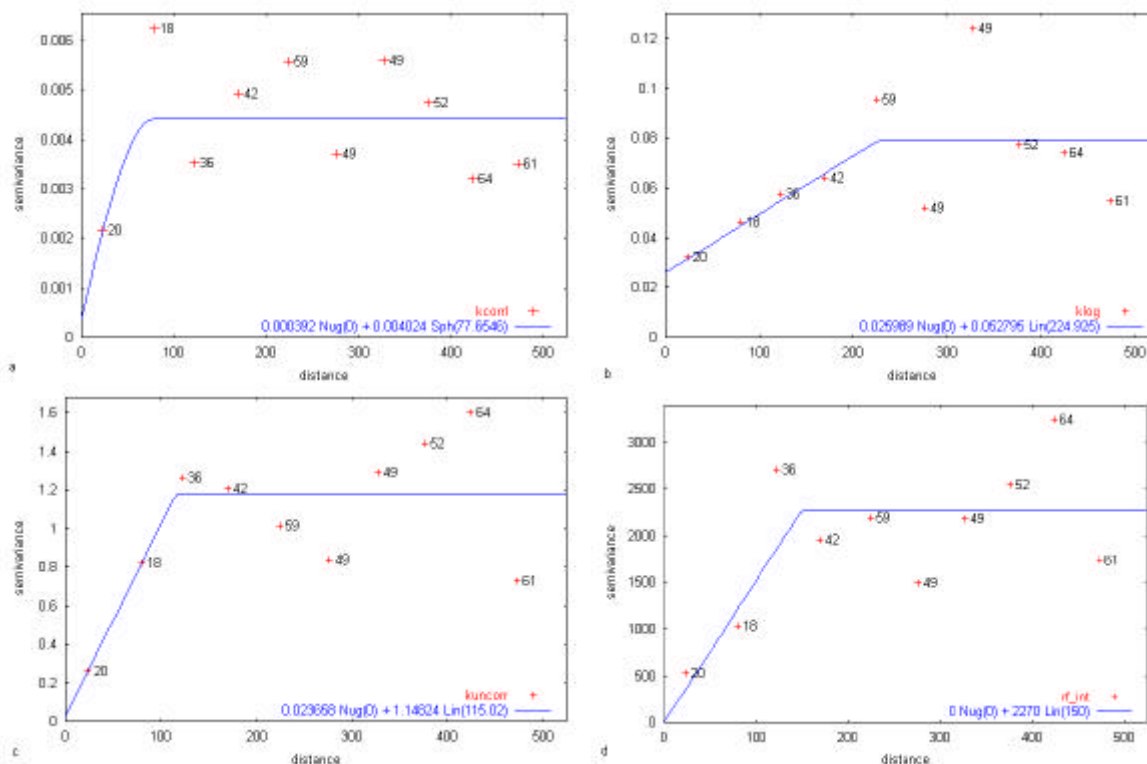 0.006
0.005
0.004
0.003
0.002
0.001
0
semivariance
18
59
49
42
52
36
49
64
61
20
kconf
0.000392 Nug(0) + 0.004024 Sph(77.6546)
0 100 200 300 400 500
distance
a
0.12
0.1
0.08
0.06
0.04
0.02
0
semivariance
49
59
52
64
42
36
49
61
18
20
klog
0.025989 Nug(0) + 0.052795 Lin(224.925)
0 100 200 300 400 500
distance
b
1.6
1.4
1.2
1
0.8
0.6
0.4
0.2
0
semivariance
64
52
49
36
42
59
49
18
61
20
kuncorr
0.023658 Nug(0) + 1.14824 Lin(115.02)
0 100 200 300 400 500
distance
c
3000
2500
2000
1500
1000
500
0
semivariance
64
36
52
59
49
42
61
49
18
20
rf_int
0 Nug(0) + 2270 Lin(150)
0 100 200 300 400 500
distance
d